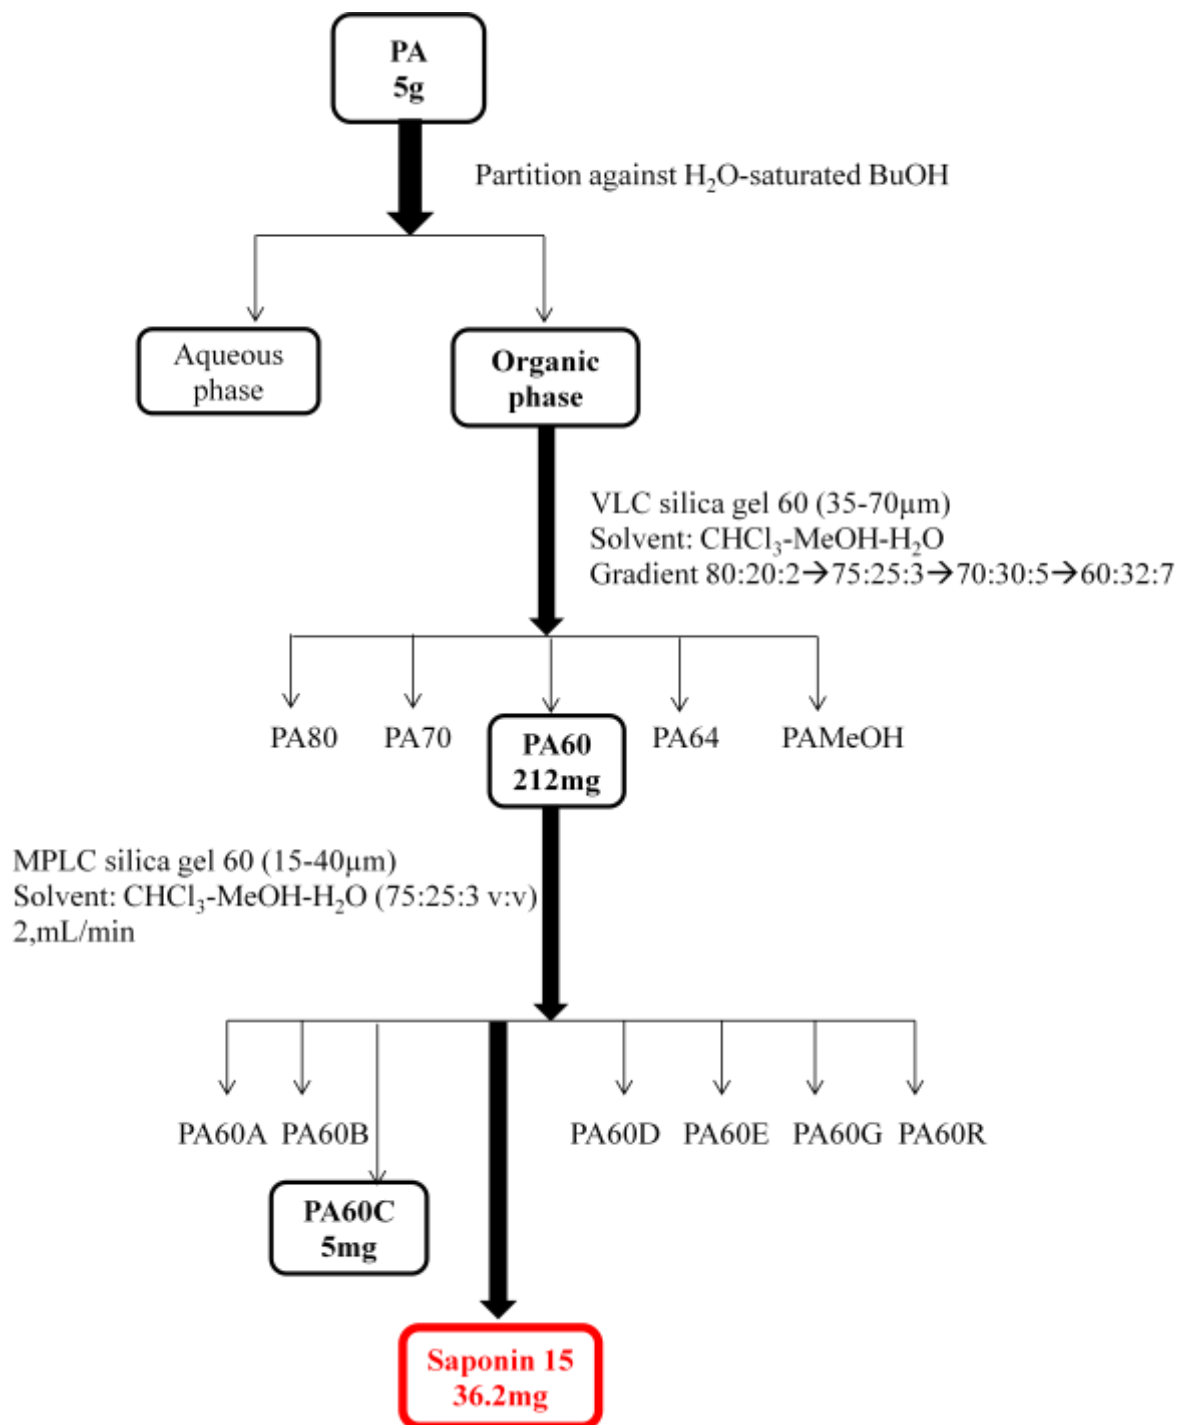 PA
5g
Partition against H₂O-saturated BuOH
Aqueous
phase
Organic
phase
VLC silica gel 60 (35-70µm)
Solvent: CHCl₃-MeOH-H₂O
Gradient 80:20:2→75:25:3→70:30:5→60:32:7
PA80
PA70
PA60
212mg
PA64
PAMeOH
MPLC silica gel 60 (15-40µm)
Solvent: CHCl₃-MeOH-H₂O (75:25:3 v:v)
2,mL/min
PA60A
PA60B
PA60D
PA60E
PA60G
PA60R
PA60C
5mg
Saponin 15
36.2mg